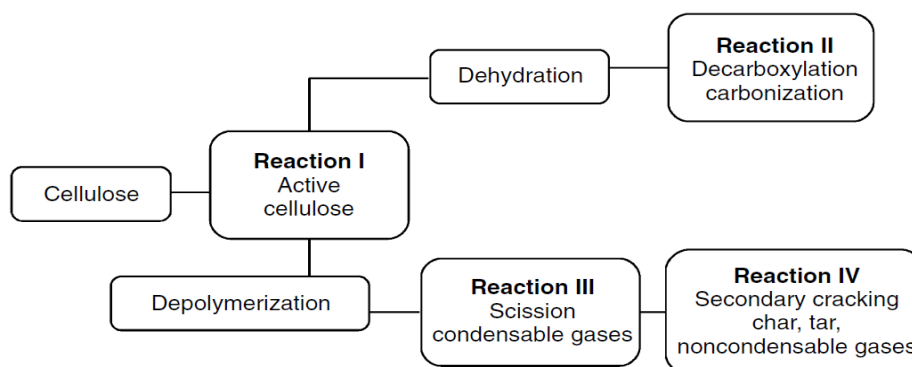 Reaction II
Decarboxylation
carbonization
Dehydration
Reaction I
Active
cellulose
Cellulose
Depolymerization
Reaction III
Scission
condensable gases
Reaction IV
Secondary cracking
char, tar,
noncondensable gases